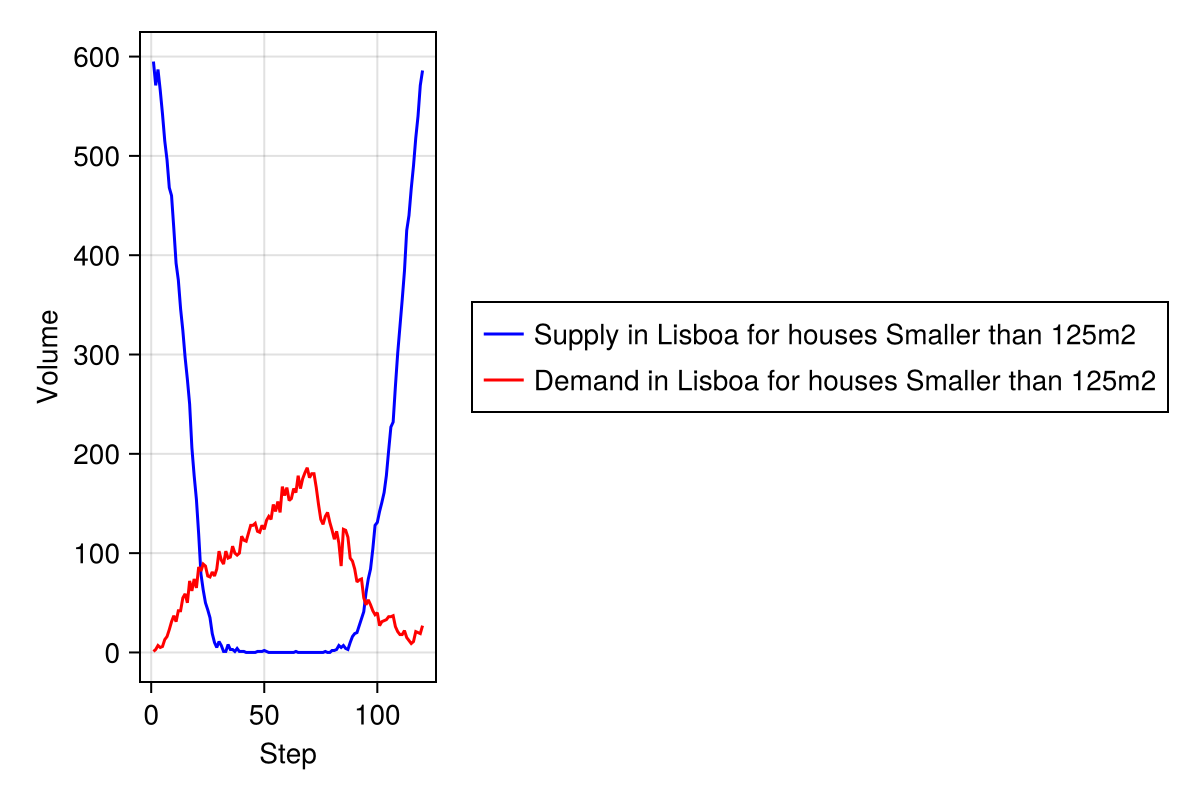 600
500
400
300
200
100
0
Volume
0 50 100
Step
Supply in Lisboa for houses Smaller than 125m2
Demand in Lisboa for houses Smaller than 125m2